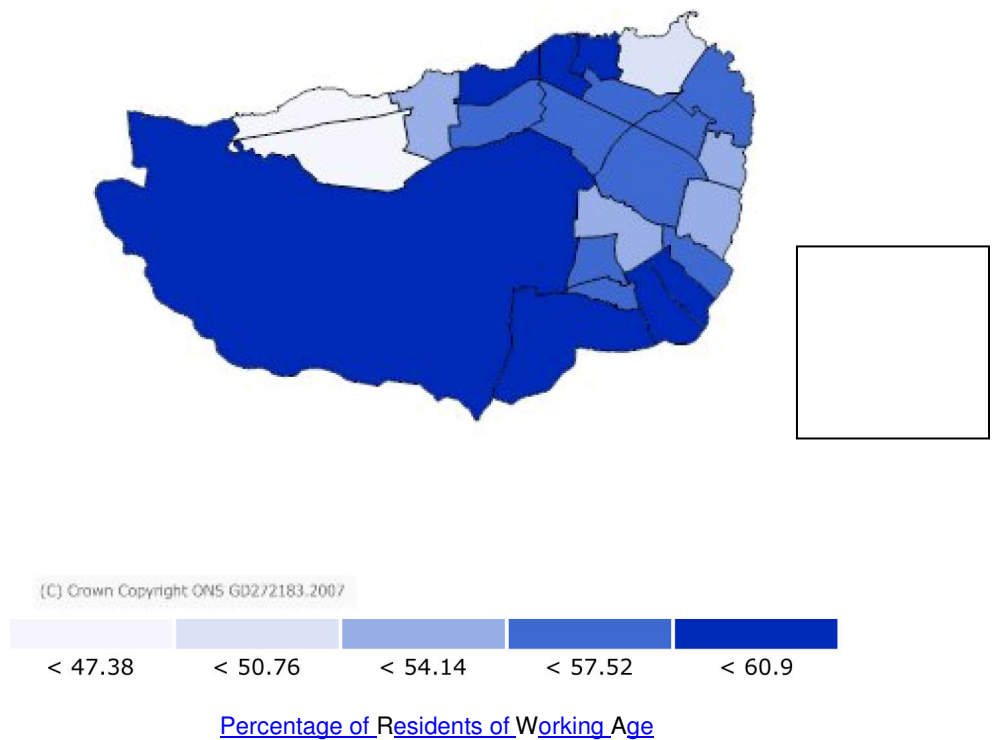 (C) Crown Copyright ONS GD272183.2007
< 47.38 < 50.76 < 54.14 < 57.52 < 60.9
Percentage of Residents of Working Age